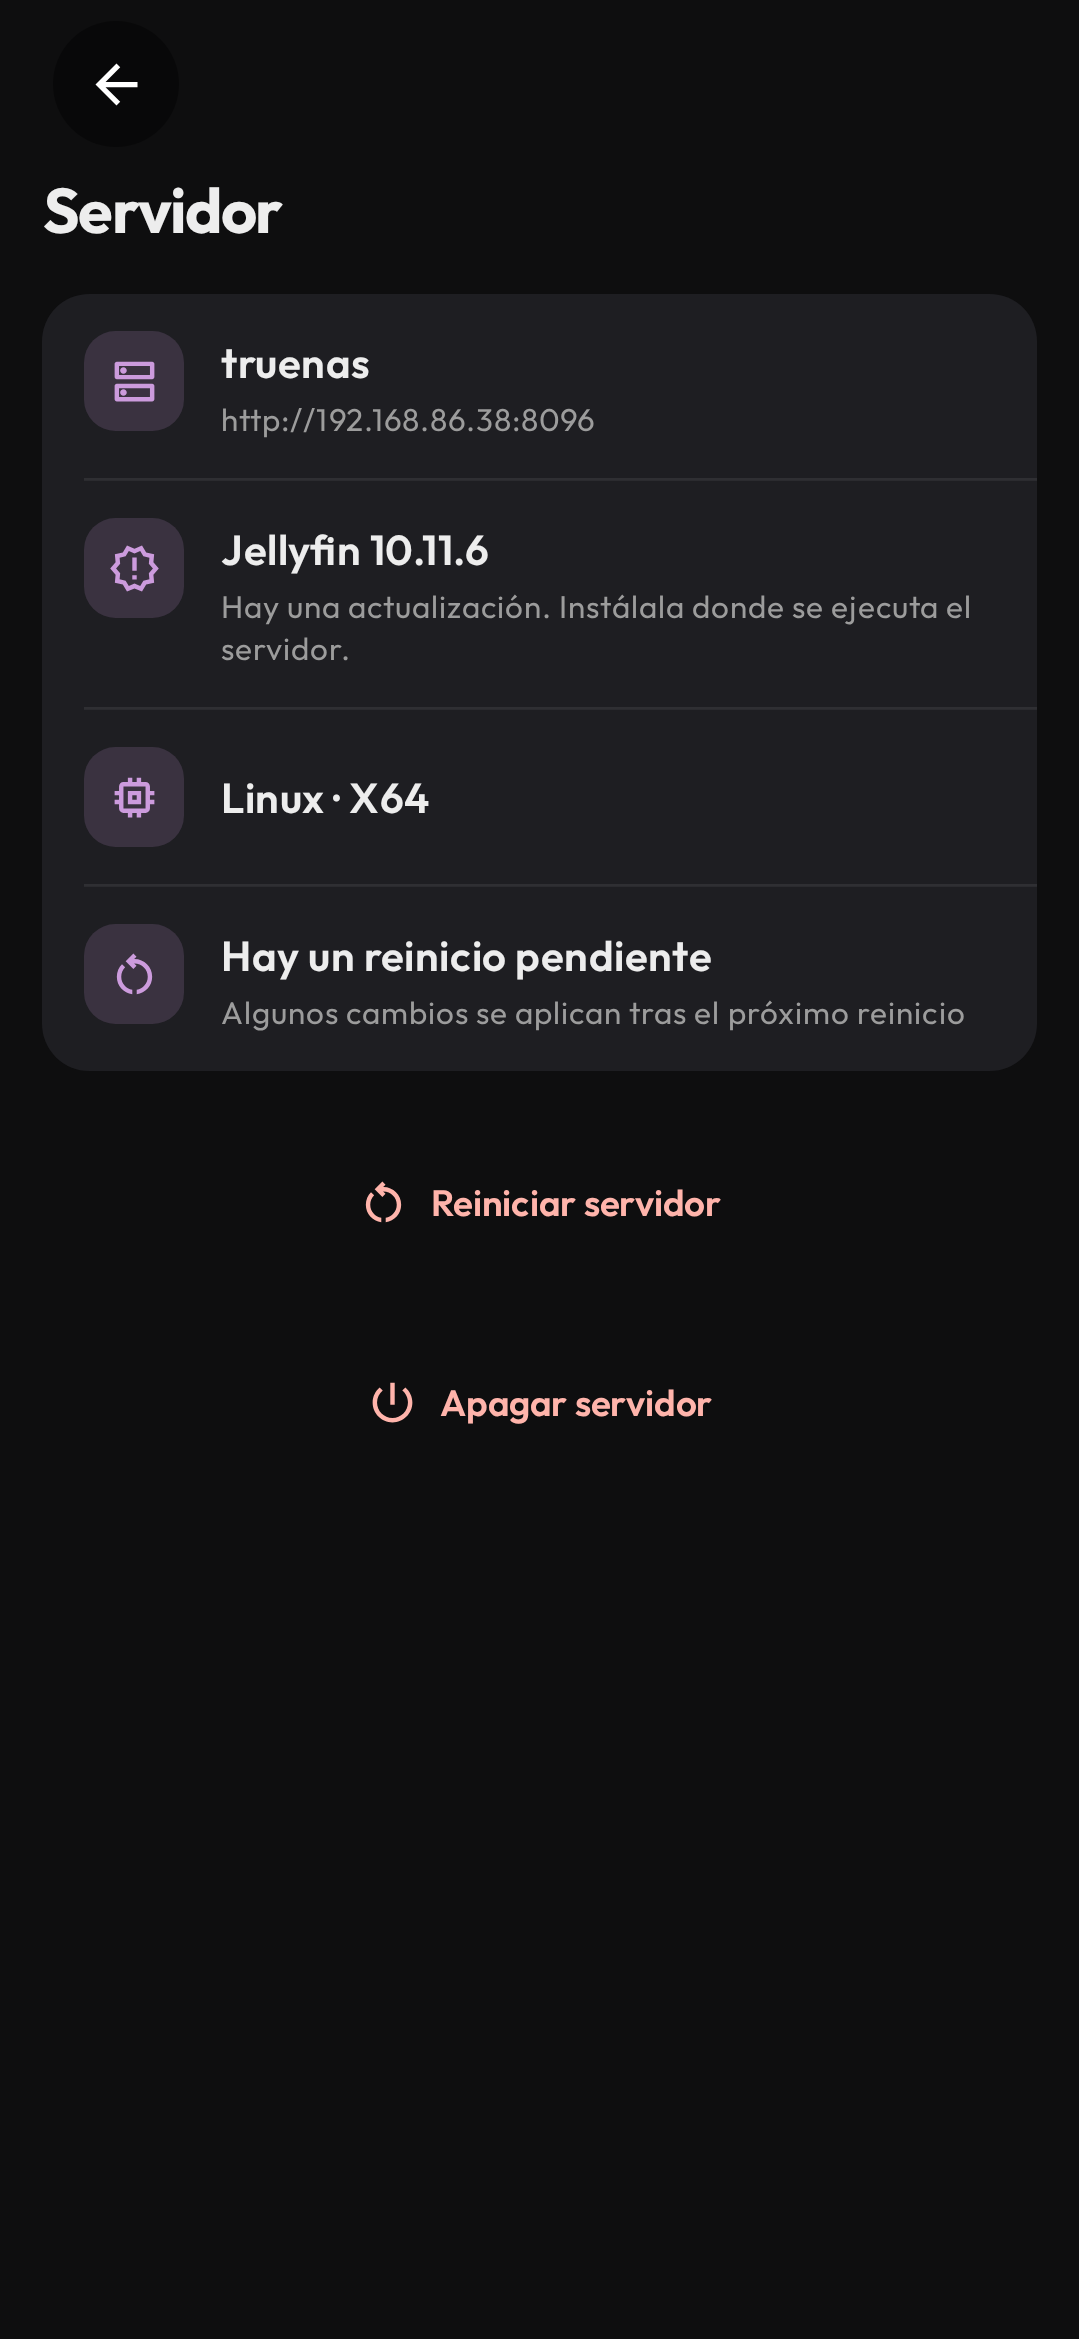 Servidor
truenas
http://192.168.86.38:8096
Jellyfin 10.11.6
Hay una actualización. Instálala donde se ejecuta el
servidor.
Linux · X64
Hay un reinicio pendiente
Algunos cambios se aplican tras el próximo reinicio
Reiniciar servidor
Apagar servidor